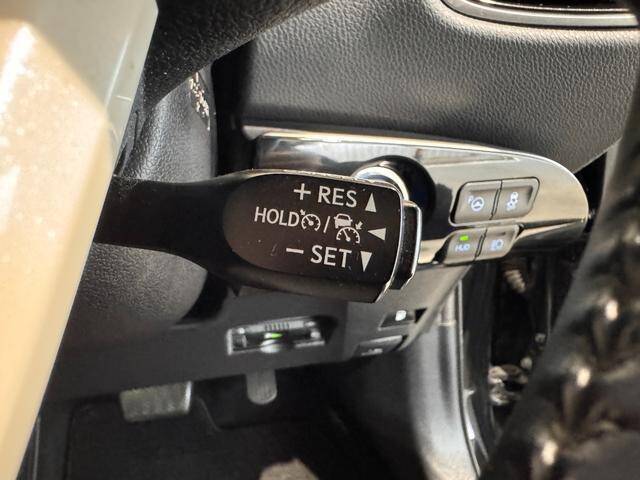 + RES
HOLD /
− SET
HUD